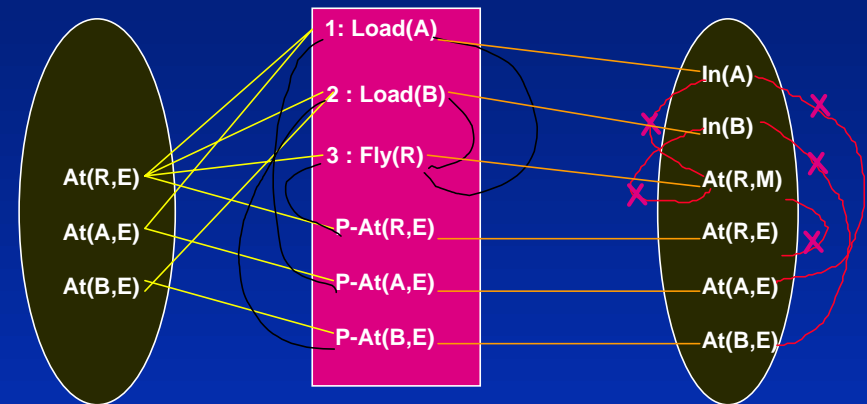 At(R,E)
At(A,E)
At(B,E)
1: Load(A)
2 : Load(B)
3 : Fly(R)
P-At(R,E)
P-At(A,E)
P-At(B,E)
In(A)
In(B)
At(R,M)
At(R,E)
At(A,E)
At(B,E)